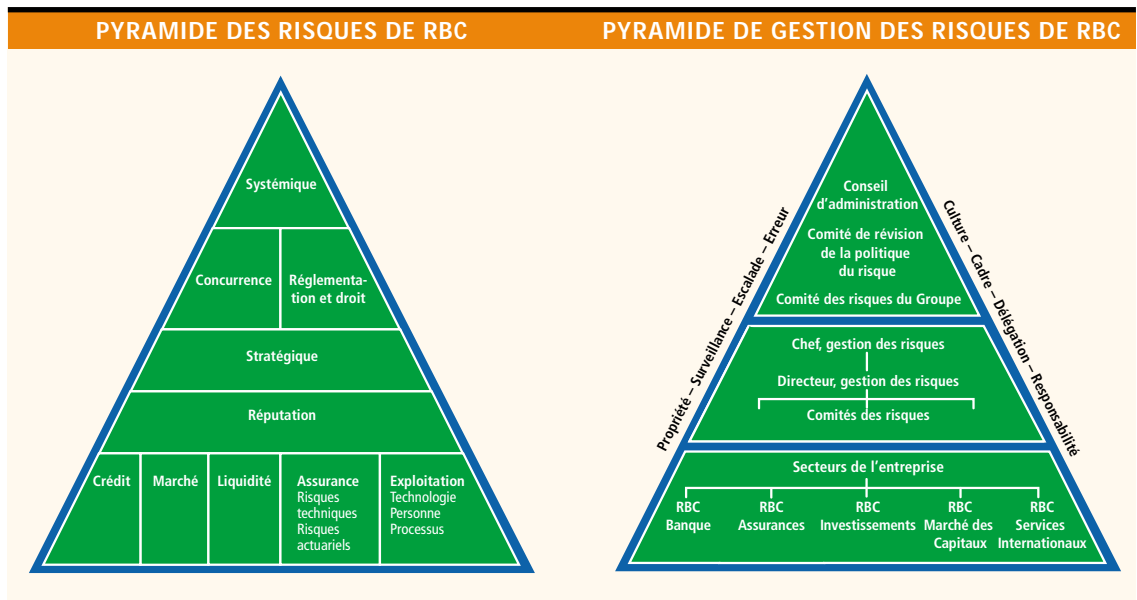 PYRAMIDE DES RISQUES DE RBC
Systémique
Concurrence
Réglementa-
tion et droit
Stratégique
Réputation
Crédit
Marché
Liquidité
Assurance
Risques
techniques
Risques
actuariels
Exploitation
Technologie
Personne
Processus
PYRAMIDE DE GESTION DES RISQUES DE RBC
Propriété – Surveillance – Escalade – Erreur
Culture – Cadre – Délégation – Responsabilité
Conseil
d'administration
Comité de révision
de la politique
du risque
Comité des risques du Groupe
Chef, gestion des risques
Directeur, gestion des risques
Comités des risques
Secteurs de l'entreprise
RBC
Banque
RBC
Assurances
RBC
Investissements
RBC
Marché des
Capitaux
RBC
Services
Internationaux